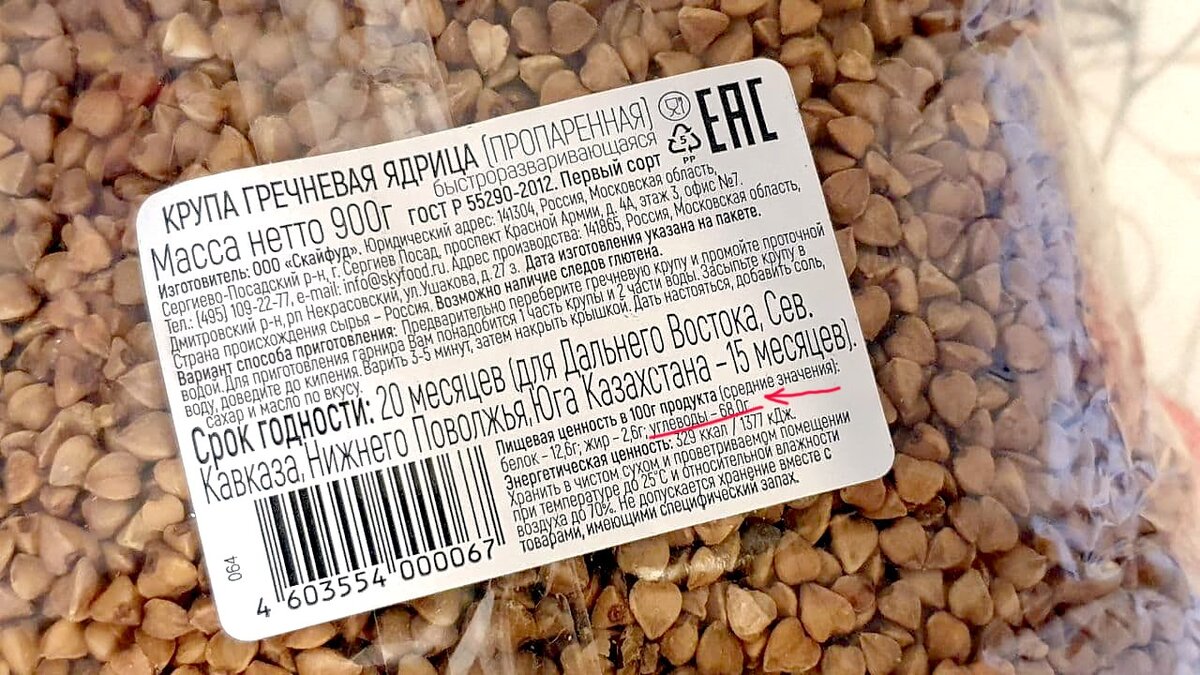 КРУПА ГРЕЧНЕВАЯ ЯДРИЦА (ПРОПАРЕННАЯ)
быстроразваривающаяся
Масса нетто 900г ГОСТ Р 55290-2012. Первый сорт
Изготовитель: ООО «Скайфуд». Юридический адрес: 141304, Россия, Московская область,
Сергиево-Посадский р-н, г. Сергиев Посад, проспект Красной Армии, д. 4А, этаж 3, офис №7.
Тел.: (495) 109-22-77, e-mail: info@skyfood.ru. Адрес производства: 141865, Россия, Московская область,
Дмитровский р-н, рп Некрасовский, ул.Ушакова, д. 27 з. Дата изготовления указана на пакете.
Страна происхождения сырья – Россия. Возможно наличие следов глютена.
Вариант способа приготовления: Предварительно переберите гречневую крупу и промойте проточной
водой. Для приготовления гарнира Вам понадобится 1 часть крупы и 2 части воды. Засыпьте крупу в
воду, доведите до кипения. Варить 3-5 минут, затем накрыть крышкой. Дать настояться, добавить соль,
сахар и масло по вкусу.
Срок годности: 20 месяцев (для Дальнего Востока, Сев.
Кавказа, Нижнего Поволжья, Юга Казахстана – 15 месяцев).
Пищевая ценность в 100г продукта (средние значения):
белок – 12,6г; жир – 2,6г; углеводы – 68,0г.
Энергетическая ценность: 329 ккал / 1377 кДж.
Хранить в чистом сухом и проветриваемом помещении
при температуре до 25°С и относительной влажности
воздуха до 70%. Не допускается хранение вместе с
товарами, имеющими специфический запах.
5
PP
EAC
064
4 603554 000067